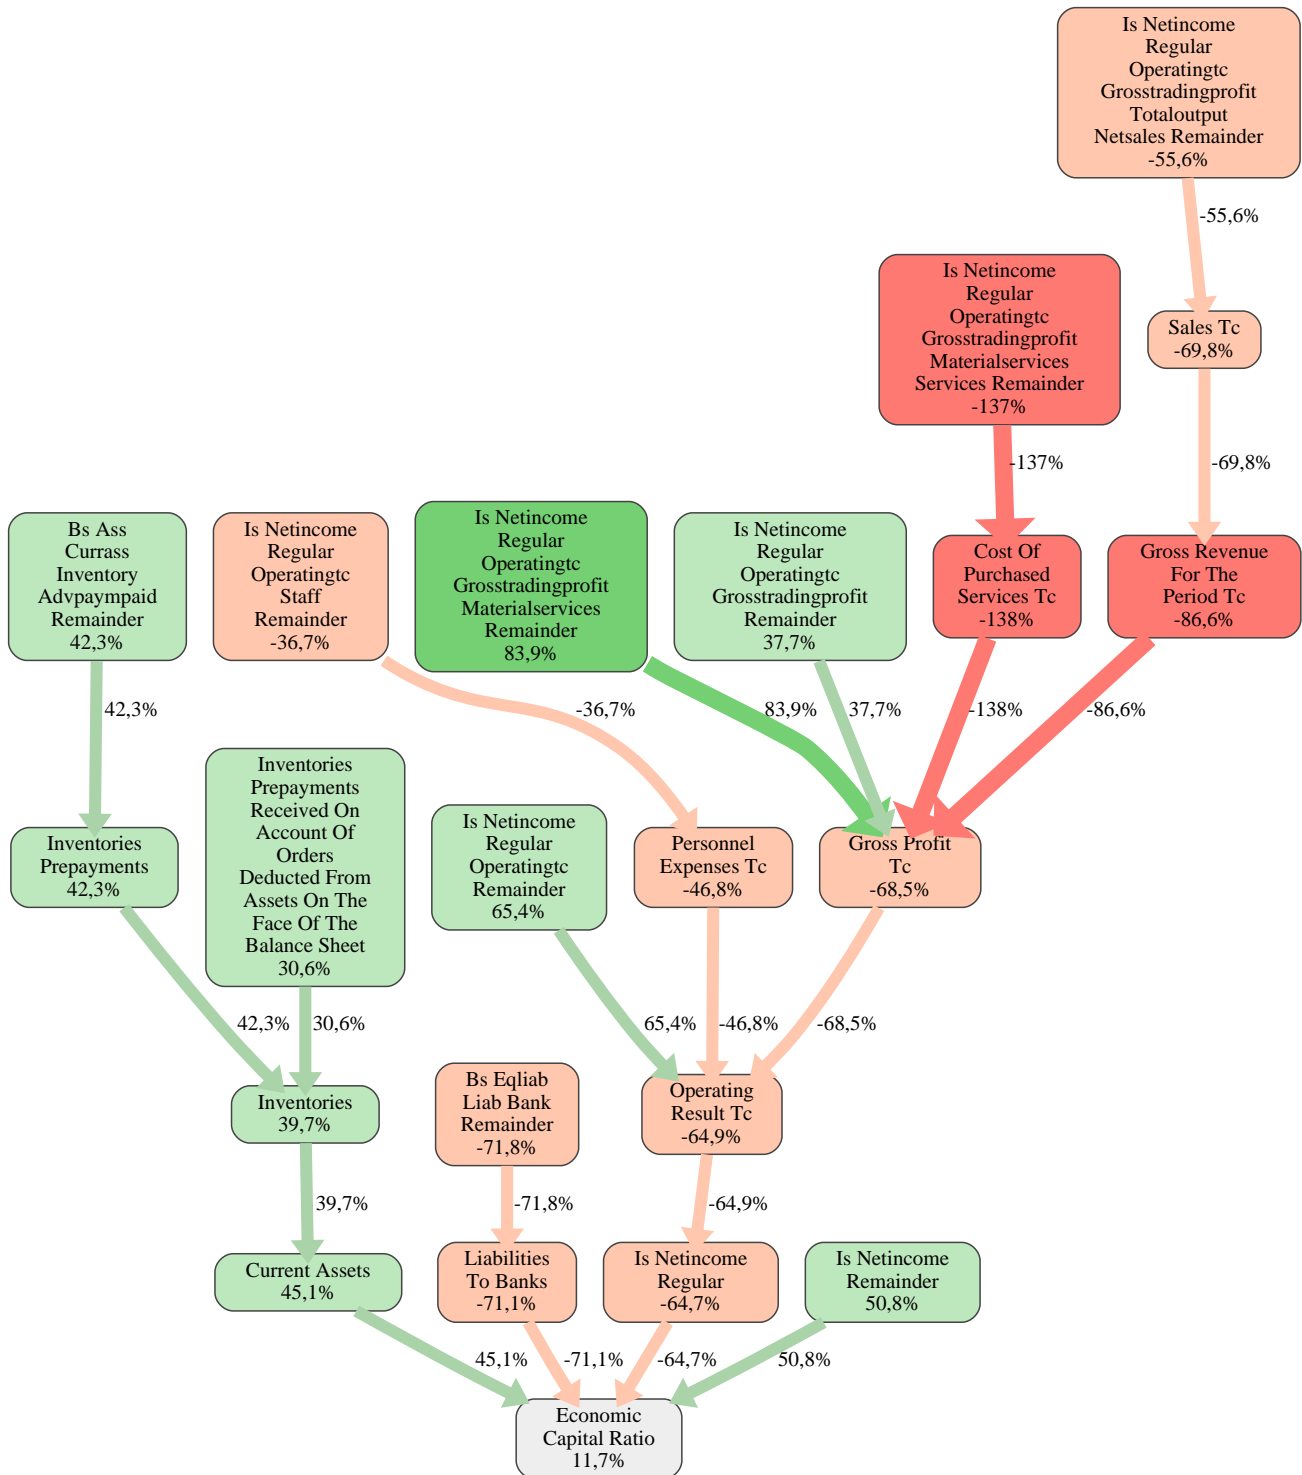 Is Netincome
Regular
Operatingtc
Grosstradingprofit
Totaloutput
Netsales Remainder
-55,6%
-55,6%
Is Netincome
Regular
Operatingtc
Grosstradingprofit
Materialservices
Services Remainder
-137%
Sales Tc
-69,8%
-137%
-69,8%
Bs Ass
Currass
Inventory
Advpaympaid
Remainder
42,3%
Is Netincome
Regular
Operatingtc
Staff
Remainder
-36,7%
Is Netincome
Regular
Operatingtc
Grosstradingprofit
Materialservices
Remainder
83,9%
Is Netincome
Regular
Operatingtc
Grosstradingprofit
Remainder
37,7%
Cost Of
Purchased
Services Tc
-138%
Gross Revenue
For The
Period Tc
-86,6%
42,3%
-36,7%
83,9%
37,7%
-138%
-86,6%
Inventories
Prepayments
42,3%
Inventories
Prepayments
Received On
Account Of
Orders
Deducted From
Assets On The
Face Of The
Balance Sheet
30,6%
Is Netincome
Regular
Operatingtc
Remainder
65,4%
Personnel
Expenses Tc
-46,8%
Gross Profit
Tc
-68,5%
42,3%
30,6%
65,4%
-46,8%
-68,5%
Inventories
39,7%
Bs Eqliab
Liab Bank
Remainder
-71,8%
Operating
Result Tc
-64,9%
39,7%
-71,8%
-64,9%
Current Assets
45,1%
Liabilities
To Banks
-71,1%
Is Netincome
Regular
-64,7%
Is Netincome
Remainder
50,8%
45,1%
-71,1%
-64,7%
50,8%
Economic
Capital Ratio
11,7%